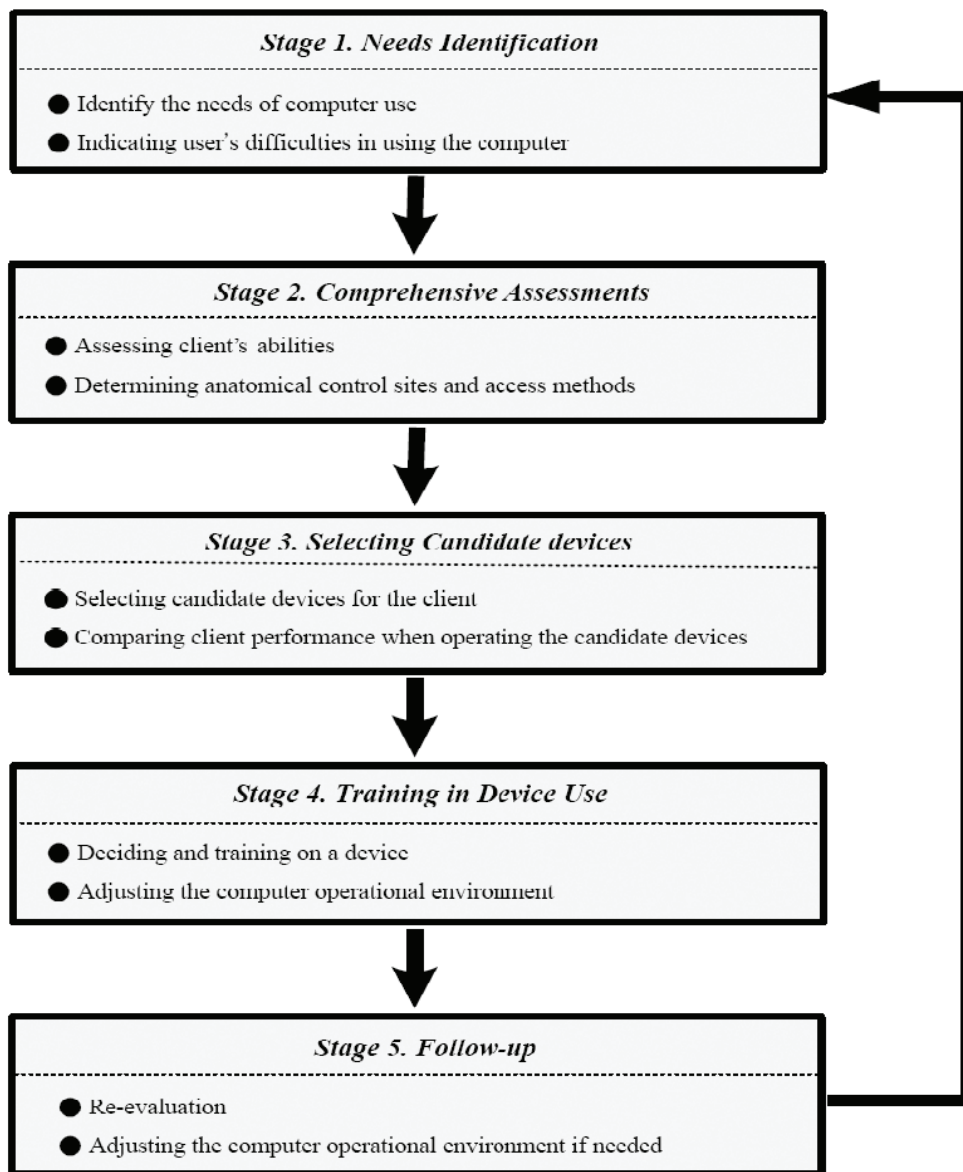 Stage 1. Needs Identification
● Identify the needs of computer use
● Indicating user's difficulties in using the computer
Stage 2. Comprehensive Assessments
● Assessing client's abilities
● Determining anatomical control sites and access methods
Stage 3. Selecting Candidate devices
● Selecting candidate devices for the client
● Comparing client performance when operating the candidate devices
Stage 4. Training in Device Use
● Deciding and training on a device
● Adjusting the computer operational environment
Stage 5. Follow-up
● Re-evaluation
● Adjusting the computer operational environment if needed